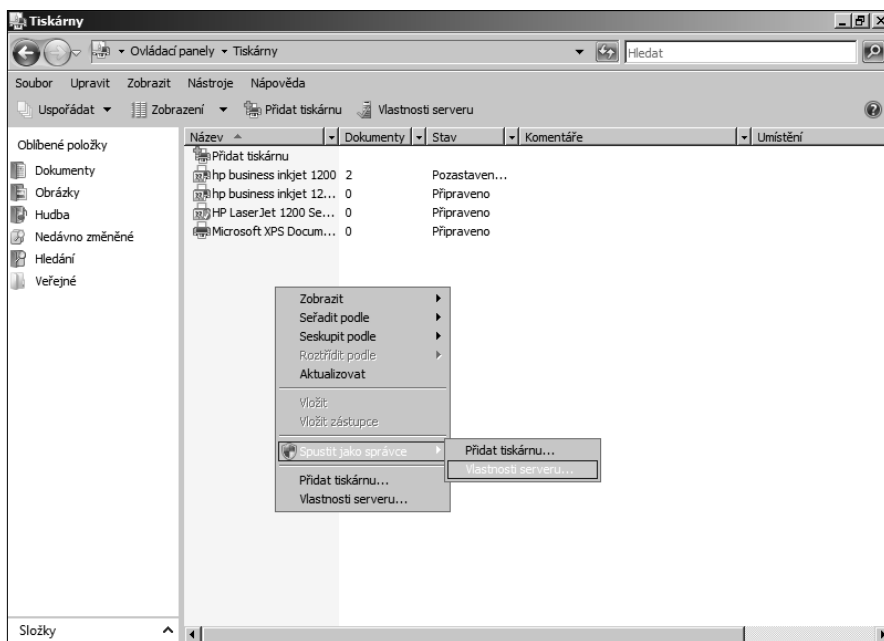 Tiskárny
Ovládací panely Tiskárny
Hledat
Soubor Upravit Zobrazit Nástroje Nápověda
Uspořádat Zobrazení Přidat tiskárnu Vlastnosti serveru
Oblíbené položky
Dokumenty
Obrázky
Hudba
Nedávno změněné
Hledání
Veřejné
Složky
Název Dokumenty Stav Komentáře Umístění
Přidat tiskárnu
hp business inkjet 1200 2 Pozastaven...
hp business inkjet 12... 0 Připraveno
HP LaserJet 1200 Se... 0 Připraveno
Microsoft XPS Docum... 0 Připraveno
Zobrazit
Seřadit podle
Seskupit podle
Roztřídit podle
Aktualizovat
Vložit
Vložit zástupce
Spustit jako správce
Přidat tiskárnu...
Vlastnosti serveru...
Přidat tiskárnu...
Vlastnosti serveru...